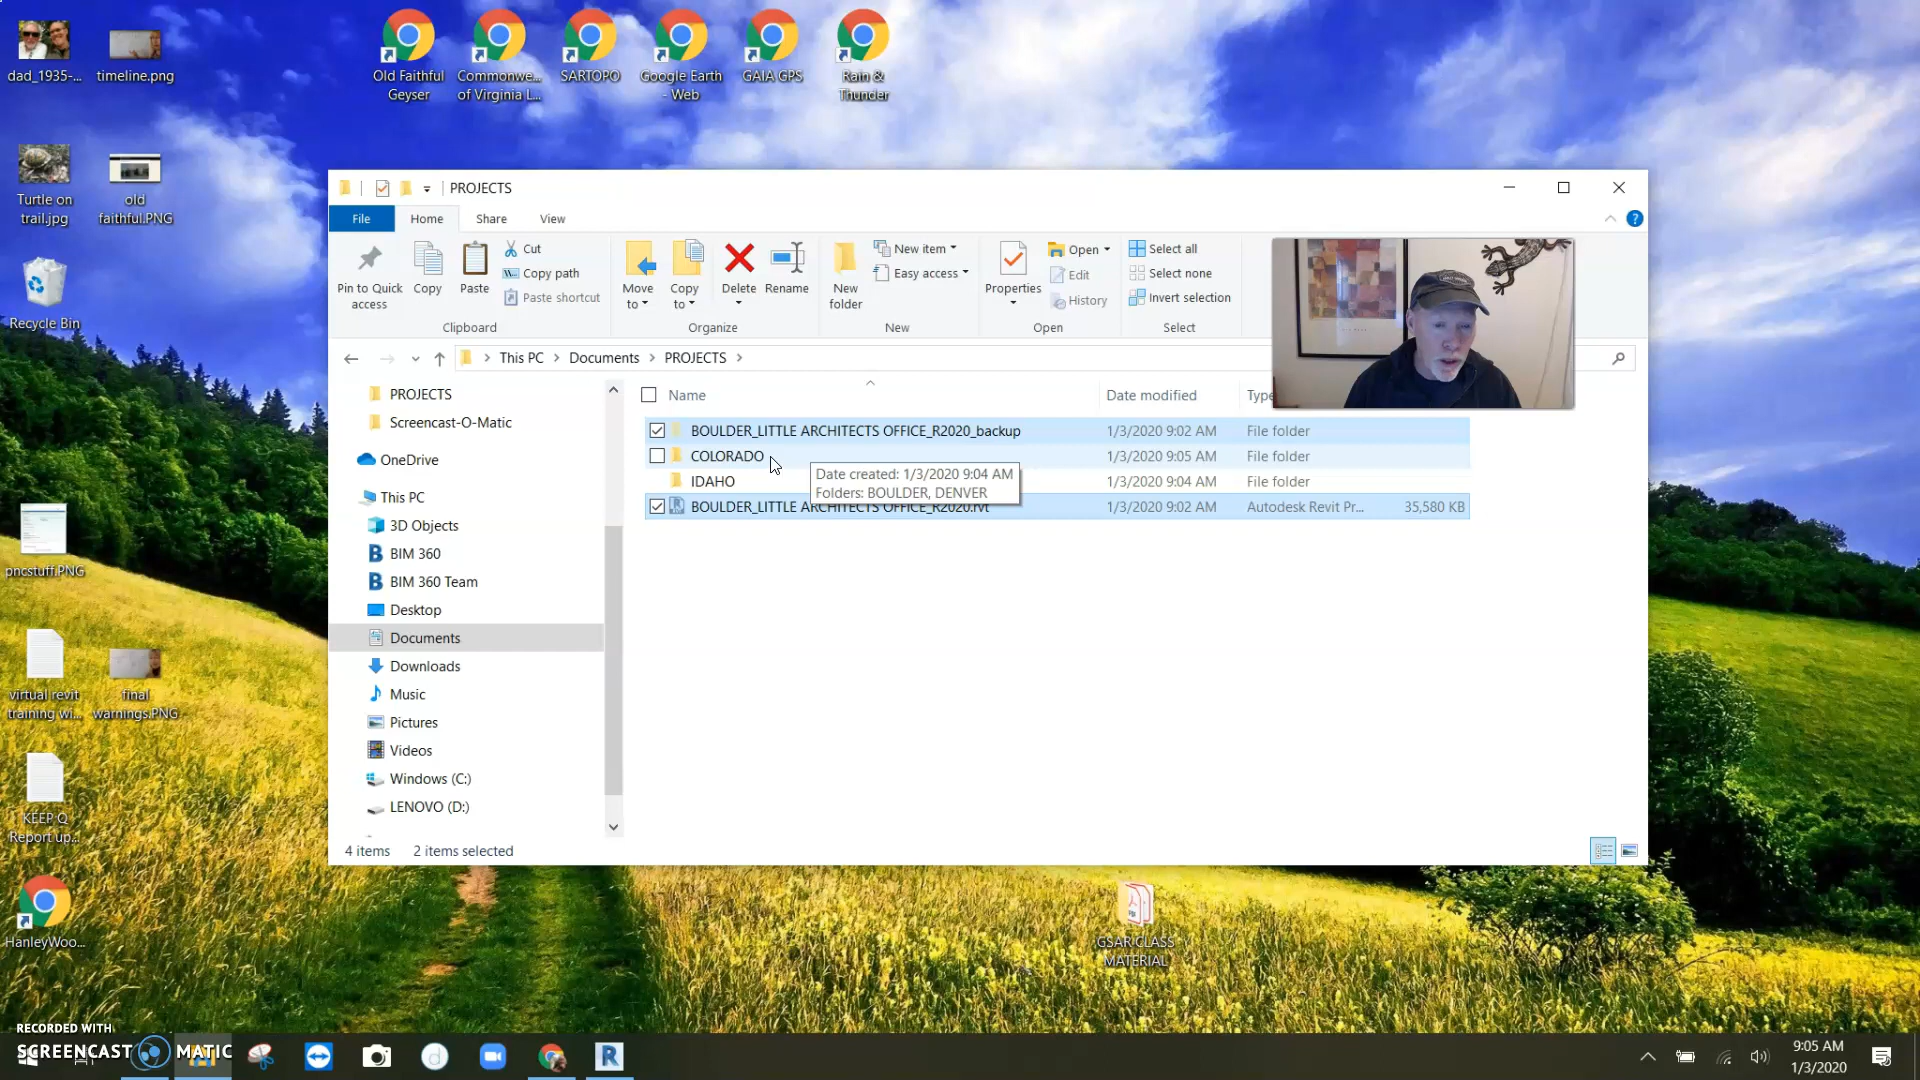 dad_1935-...
timeline.png
Old Faithful
Geyser
Commonwe...
of Virginia L...
SARTOPO
Google Earth
- Web
GAIA GPS
Rain &
Thunder
Turtle on
trail.jpg
old
faithful.PNG
Recycle Bin
pncstuff.PNG
virtual revit
training wi...
final
warnings.PNG
KEEP Q
Report up...
HanleyWoo...
GSAR CLASS
MATERIAL
PROJECTS
File
Home
Share
View
Pin to Quick
access
Copy
Paste
Cut
Copy path
Paste shortcut
Clipboard
Move
to
Copy
to
Delete
Rename
Organize
New
folder
New item
Easy access
New
Properties
Open
Edit
History
Open
Select all
Select none
Invert selection
Select
This PC > Documents > PROJECTS >
PROJECTS
Screencast-O-Matic
OneDrive
This PC
3D Objects
BIM 360
BIM 360 Team
Desktop
Documents
Downloads
Music
Pictures
Videos
Windows (C:)
LENOVO (D:)
Name Date modified Type
BOULDER_LITTLE ARCHITECTS OFFICE_R2020_backup 1/3/2020 9:02 AM File folder
COLORADO 1/3/2020 9:05 AM File folder
IDAHO 1/3/2020 9:04 AM File folder
BOULDER_LITTLE ARCHITECTS OFFICE_R2020.rvt 1/3/2020 9:02 AM Autodesk Revit Pr... 35,580 KB
Date created: 1/3/2020 9:04 AM
Folders: BOULDER, DENVER
4 items 2 items selected
RECORDED WITH
SCREENCAST MATIC
9:05 AM
1/3/2020